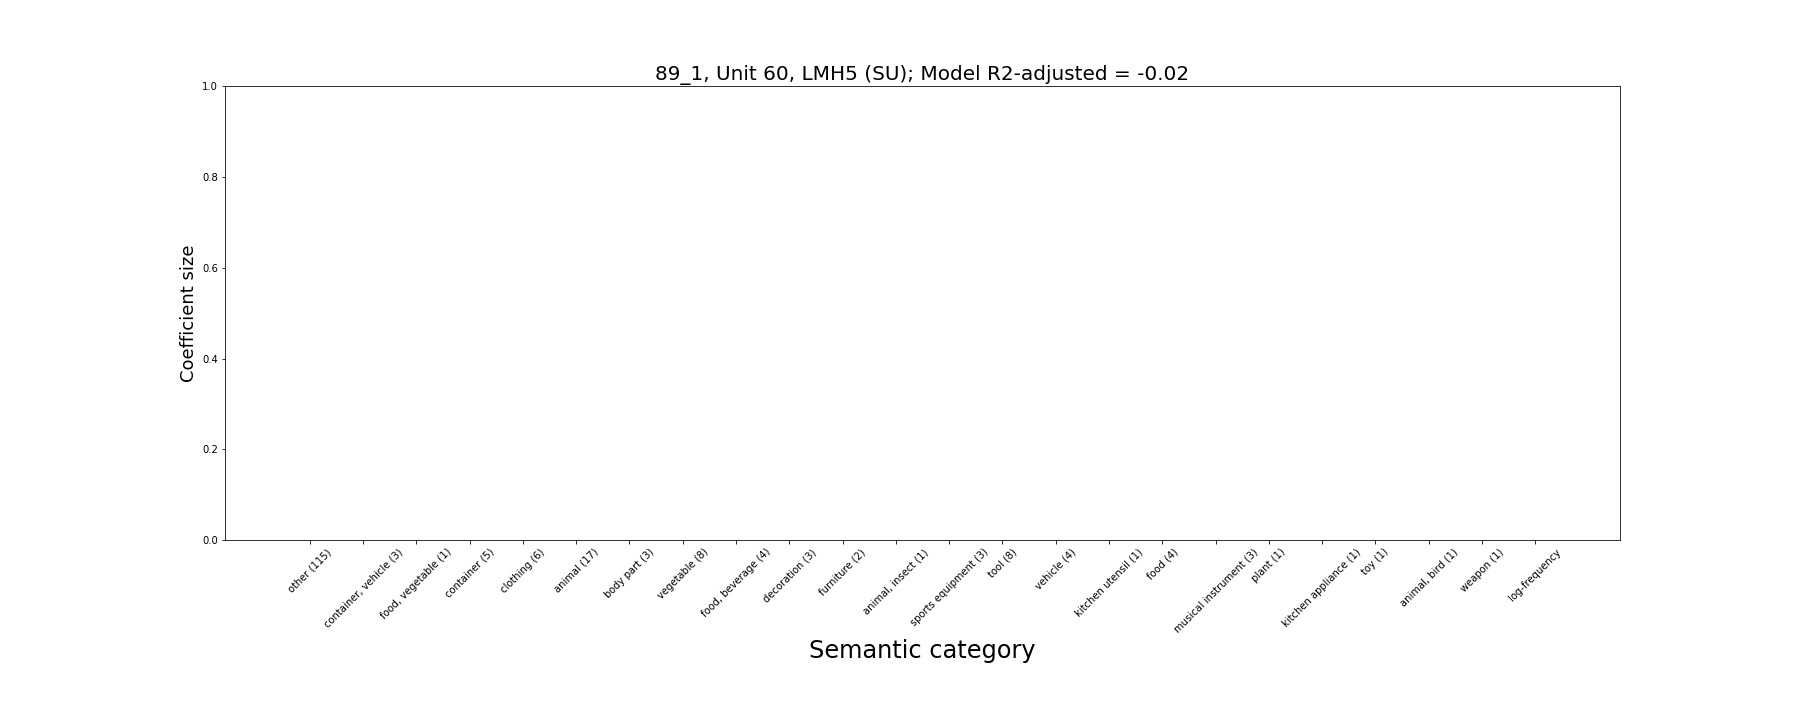 89_1, Unit 60, LMH5 (SU); Model R2-adjusted = -0.02
1.0
0.8
0.6
0.4
0.2
0.0
Coefficient size
other (115)
container, vehicle (3)
food, vegetable (1)
container (5)
clothing (6)
animal (17)
body part (3)
vegetable (8)
food, beverage (4)
decoration (3)
furniture (2)
animal, insect (1)
sports equipment (3)
tool (8)
vehicle (4)
kitchen utensil (1)
food (4)
musical instrument (3)
plant (1)
kitchen appliance (1)
toy (1)
animal, bird (1)
weapon (1)
log-frequency
Semantic category